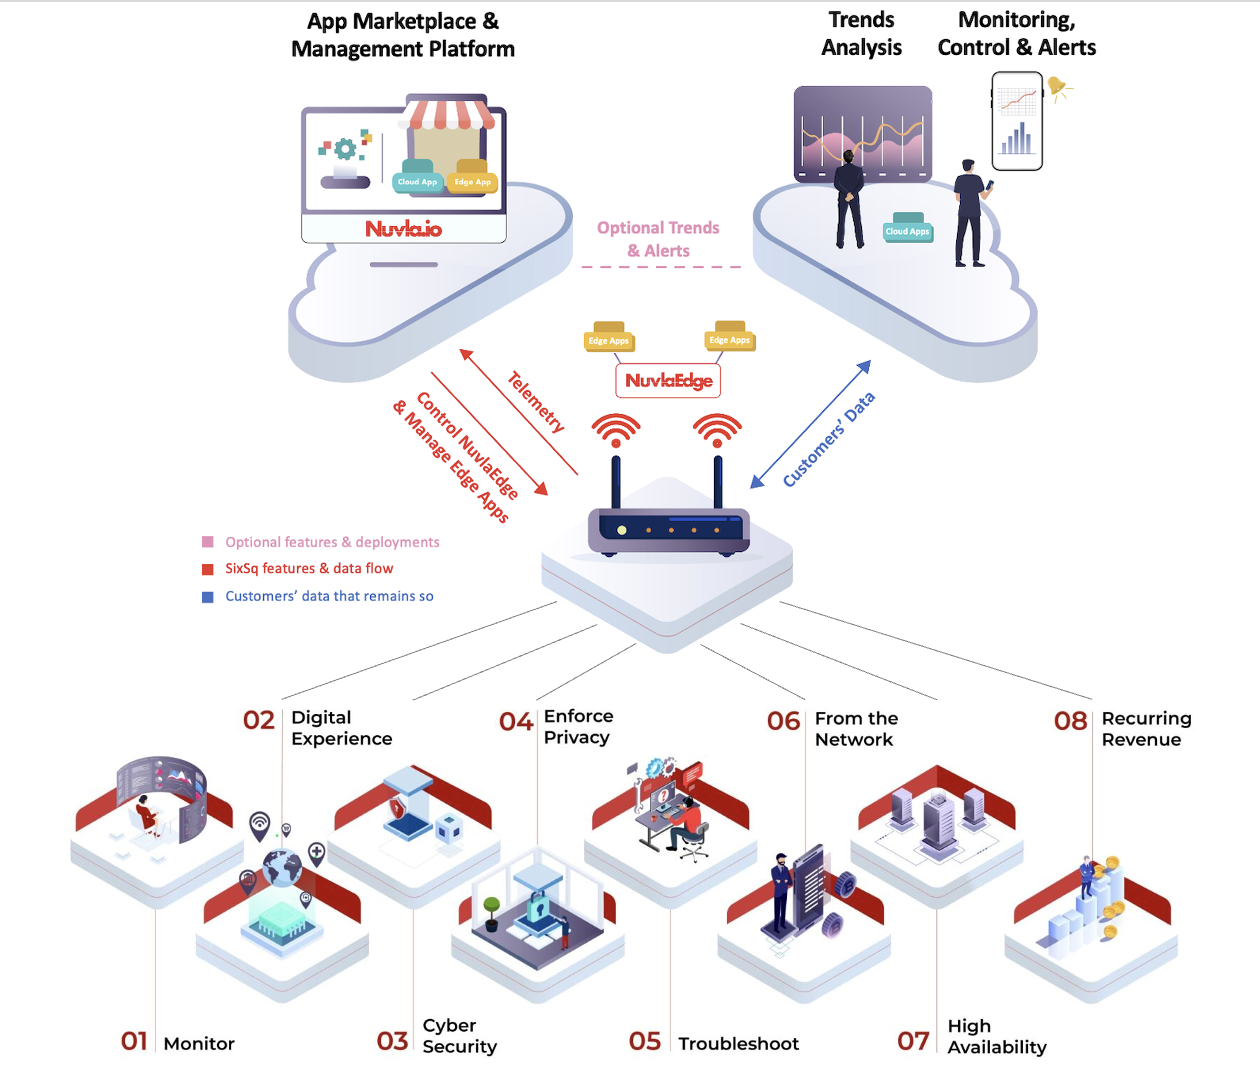 App Marketplace &
Management Platform
Trends
Analysis
Monitoring,
Control & Alerts
Cloud App
Edge App
Nuvla.io
Cloud Apps
Optional Trends
& Alerts
Edge Apps
Edge Apps
NuvlaEdge
Telemetry
Control NuvlaEdge
& Manage Edge Apps
Customers' Data
Optional features & deployments
SixSq features & data flow
Customers' data that remains so
02 Digital
Experience
04 Enforce
Privacy
06 From the
Network
08 Recurring
Revenue
01 Monitor
03 Cyber
Security
05 Troubleshoot
07 High
Availability